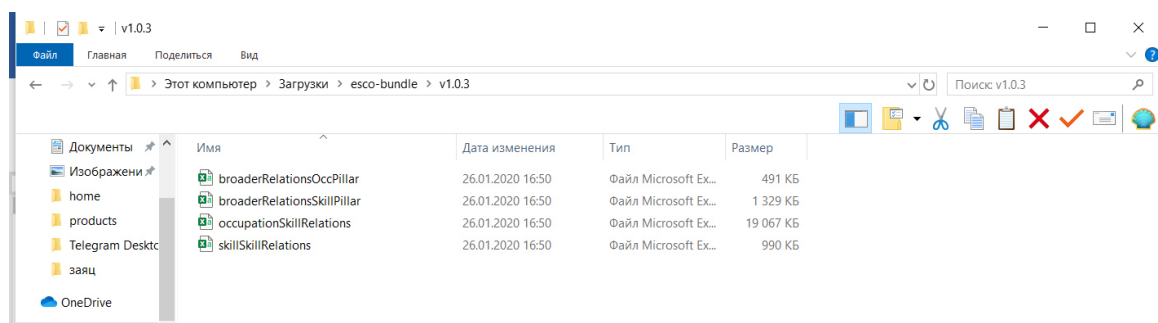 v1.0.3
Файл Главная Поделиться Вид
Этот компьютер > Загрузки > esco-bundle > v1.0.3 Поиск: v1.0.3
Документы
Изображени
home
products
Telegram Deskto
заяц
OneDrive
Имя Дата изменения Тип Размер
broaderRelationsOccPillar 26.01.2020 16:50 Файл Microsoft Ex... 491 КБ
broaderRelationsSkillPillar 26.01.2020 16:50 Файл Microsoft Ex... 1 329 КБ
occupationSkillRelations 26.01.2020 16:50 Файл Microsoft Ex... 19 067 КБ
skillSkillRelations 26.01.2020 16:50 Файл Microsoft Ex... 990 КБ